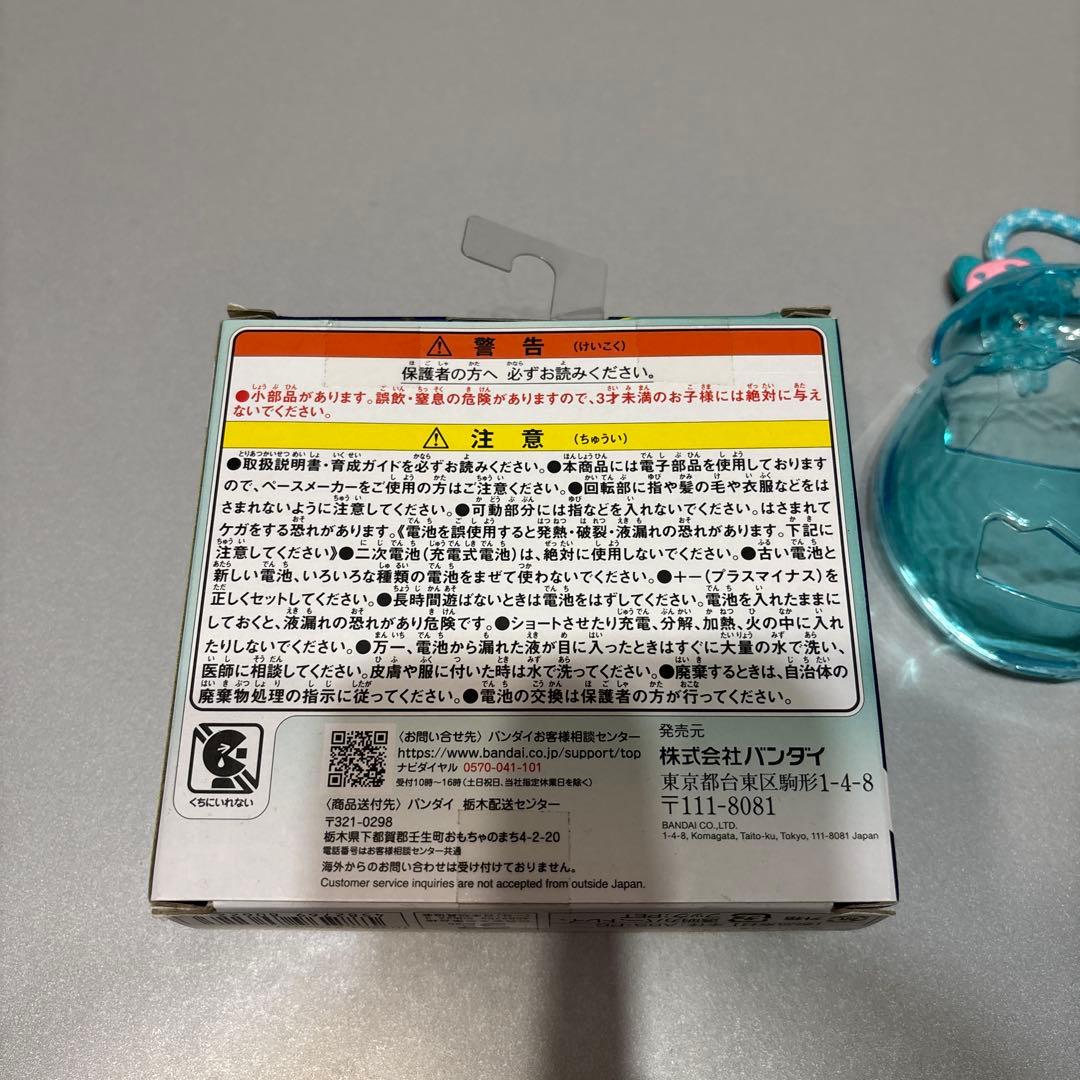 ⚠ 警告 (けいこく)
保護者の方へ 必ずお読みください。
●小部品があります。誤飲・窒息の危険がありますので、3才未満のお子様には絶対に与え
ないでください。
⚠ 注意 (ちゅうい)
●取扱説明書・育成ガイドを必ずお読みください。●本商品には電子部品を使用しております
ので、ペースメーカーをご使用の方はご注意ください。●回転部に指や髪の毛や衣服などをは
さまれないように注意してください。●可動部分には指などを入れないでください。はさまれて
ケガをする恐れがあります。《電池を誤使用すると発熱・破裂・液漏れの恐れがあります。下記に
注意してください》●二次電池(充電式電池)は、絶対に使用しないでください。●古い電池と
新しい電池、いろいろな種類の電池をまぜて使わないでください。●+-(プラスマイナス)を
正しくセットしてください。●長時間遊ばないときは電池をはずしてください。電池を入れたままに
しておくと、液漏れの恐れがあり危険です。●ショートさせたり充電、分解、加熱、火の中に入れ
たりしないでください。●万一、電池から漏れた液が目に入ったときはすぐに大量の水で洗い、
医師に相談してください。皮膚や服に付いた時は水で洗ってください。●廃棄するときは、自治体の
廃棄物処理の指示に従ってください。●電池の交換は保護者の方が行ってください。
くちにいれない
〈お問い合せ先〉バンダイお客様相談センター
https://www.bandai.co.jp/support/top
ナビダイヤル 0570-041-101
受付10時~16時(土日祝日、当社指定休業日を除く)
〈商品送付先〉バンダイ 栃木配送センター
〒321-0298
栃木県下都賀郡壬生町おもちゃのまち4-2-20
電話番号はお客様相談センター共通
海外からのお問い合わせは受け付けておりません。
Customer service inquiries are not accepted from outside Japan.
発売元
株式会社バンダイ
東京都台東区駒形1-4-8
〒111-8081
BANDAI CO.,LTD.
1-4-8, Komagata, Taito-ku, Tokyo, 111-8081 Japan